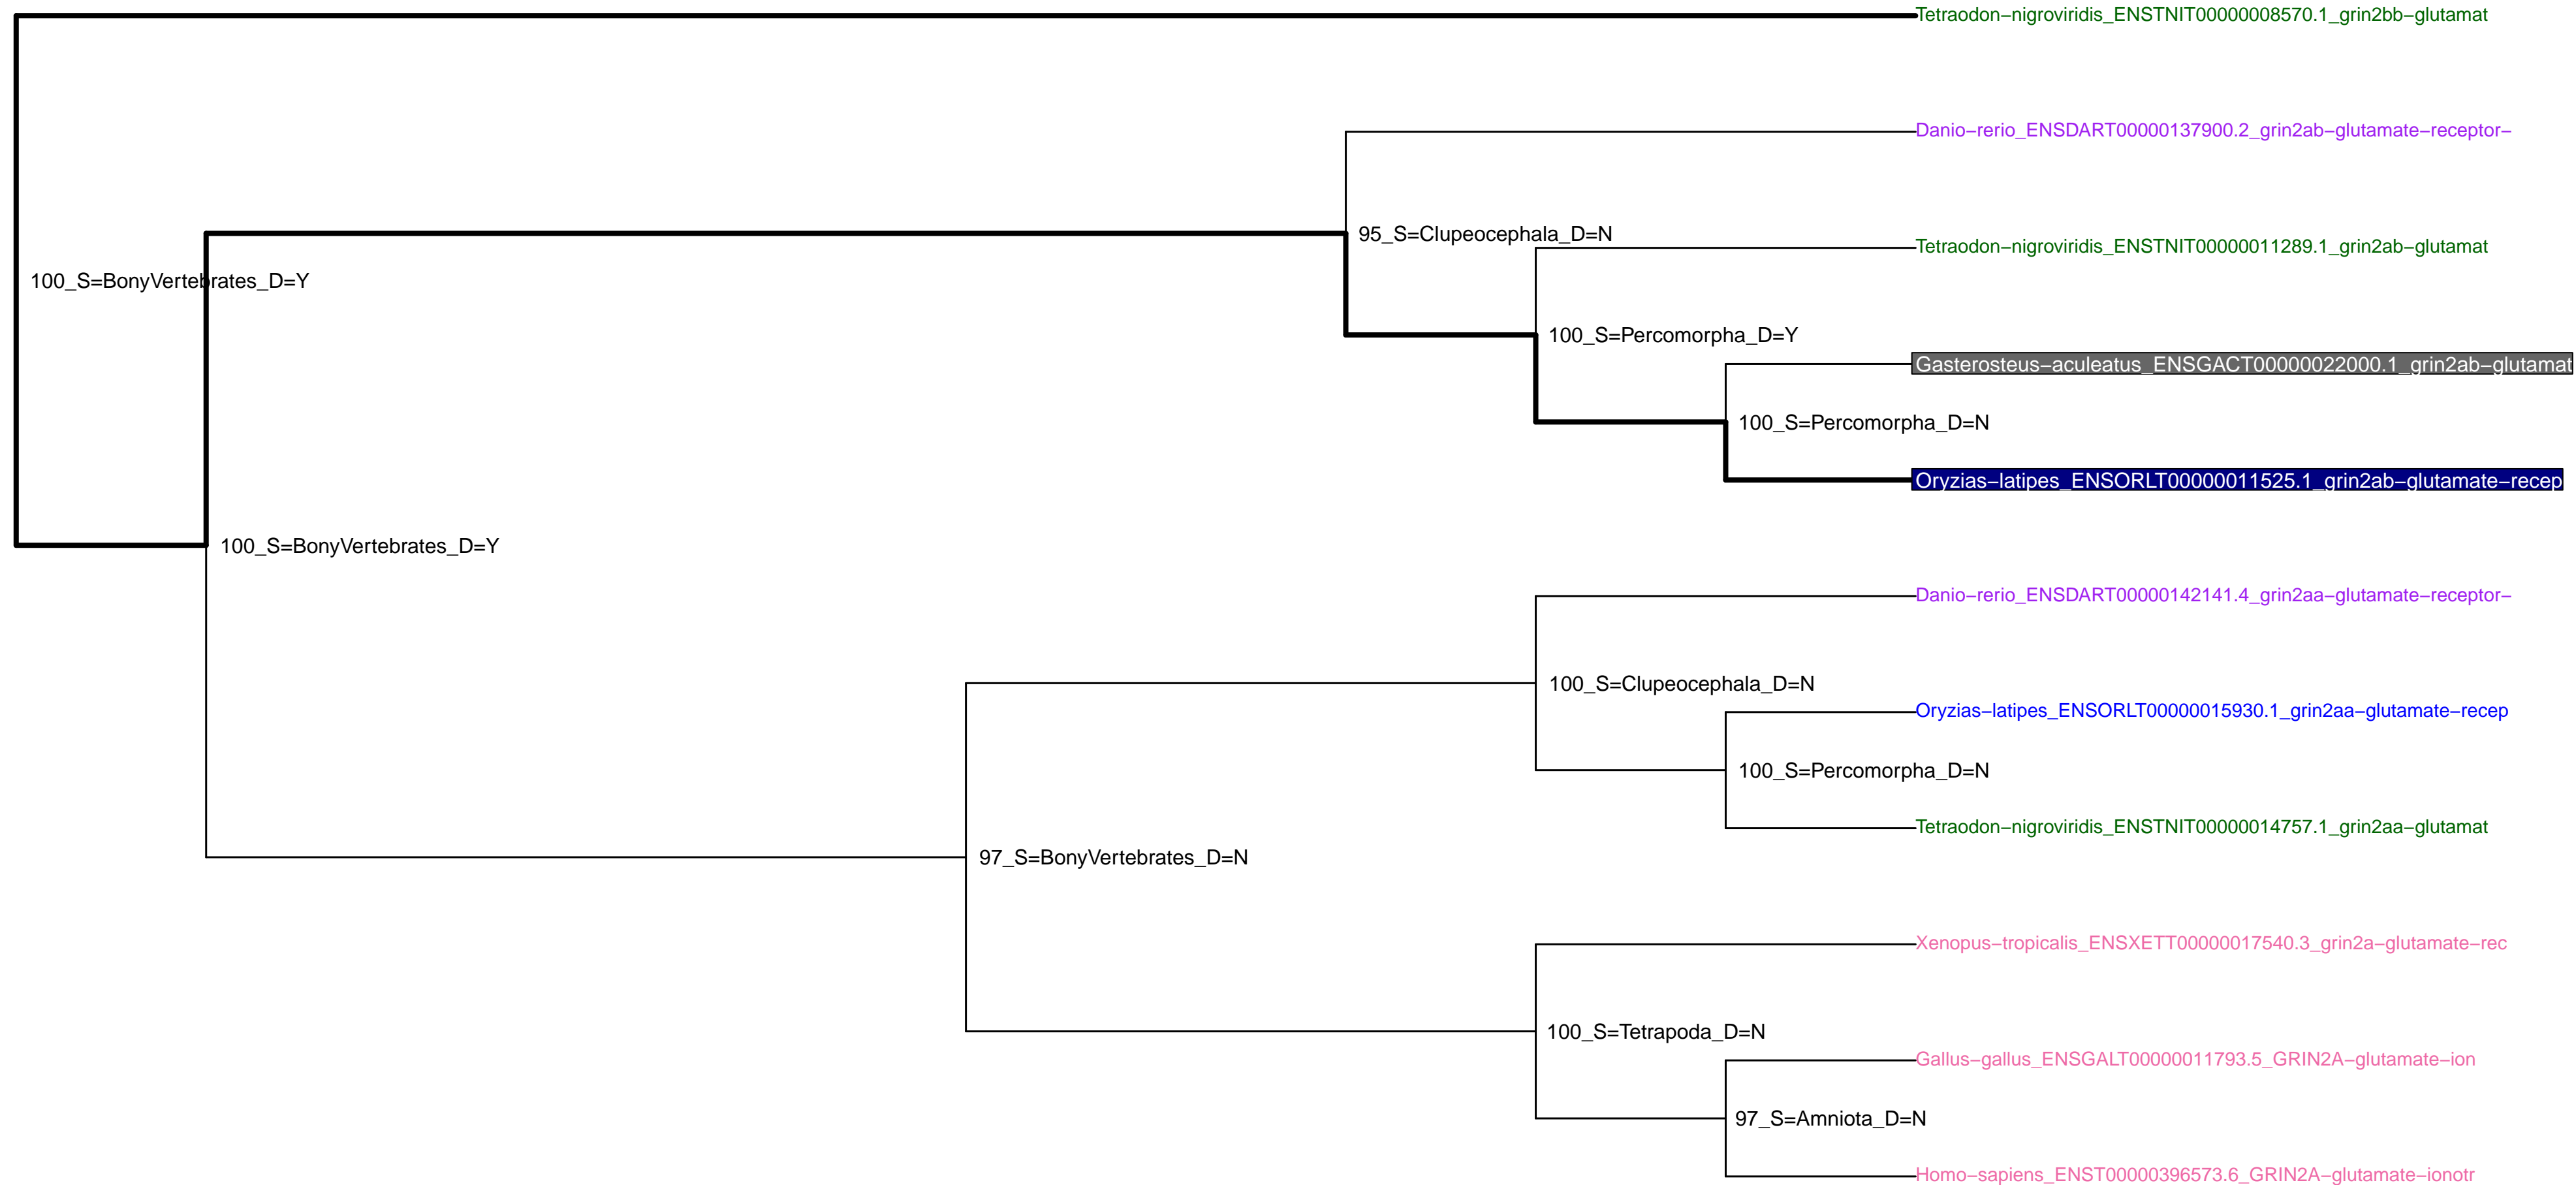 Tetraodon−nigroviridis_ENSTNIT00000008570.1_grin2bb−glutamat
Danio−rerio_ENSDART00000137900.2_grin2ab−glutamate−receptor−
95_S=Clupeocephala_D=N
Tetraodon−nigroviridis_ENSTNIT00000011289.1_grin2ab−glutamat
100_S=BonyVertebrates_D=Y
100_S=Percomorpha_D=Y
Gasterosteus−aculeatus_ENSGACT00000022000.1_grin2ab−glutamat
100_S=Percomorpha_D=N
Oryzias−latipes_ENSORLT00000011525.1_grin2ab−glutamate−recep
100_S=BonyVertebrates_D=Y
Danio−rerio_ENSDART00000142141.4_grin2aa−glutamate−receptor−
100_S=Clupeocephala_D=N
Oryzias−latipes_ENSORLT00000015930.1_grin2aa−glutamate−recep
100_S=Percomorpha_D=N
Tetraodon−nigroviridis_ENSTNIT00000014757.1_grin2aa−glutamat
97_S=BonyVertebrates_D=N
Xenopus−tropicalis_ENSXETT00000017540.3_grin2a−glutamate−rec
100_S=Tetrapoda_D=N
Gallus−gallus_ENSGALT00000011793.5_GRIN2A−glutamate−ion
97_S=Amniota_D=N
Homo−sapiens_ENST00000396573.6_GRIN2A−glutamate−ionotr